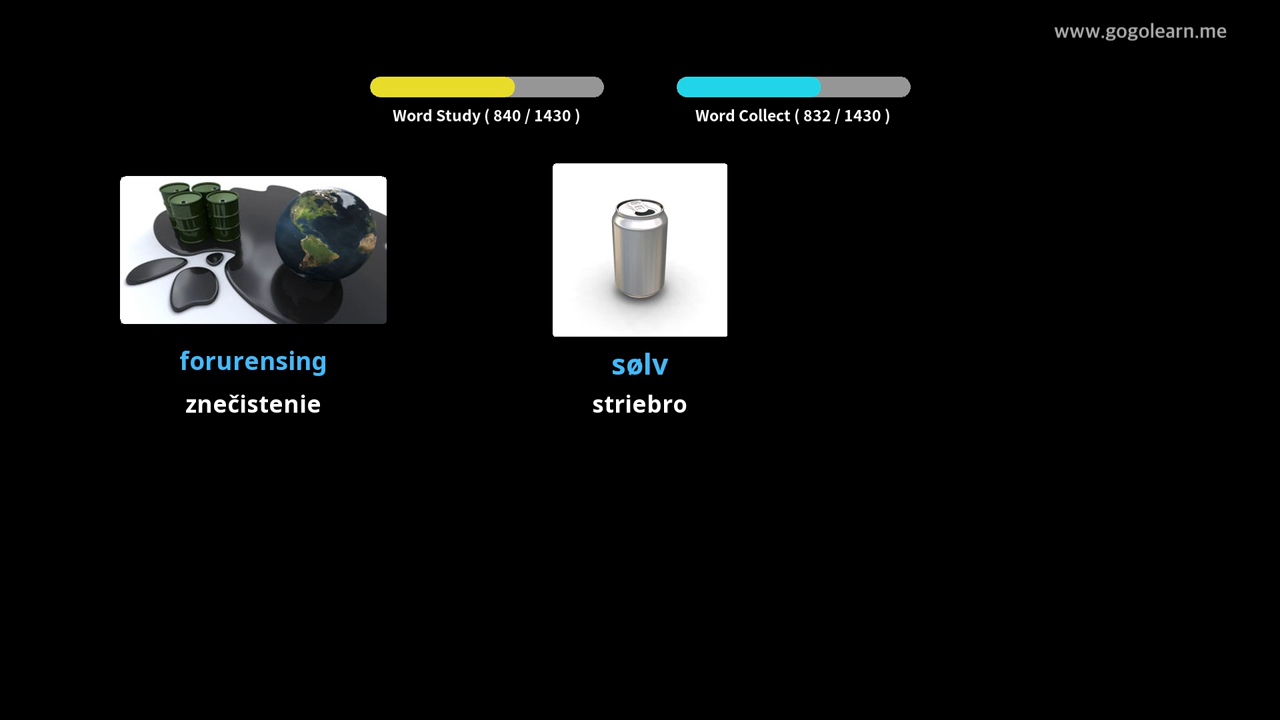 www.gogolearn.me
Word Study ( 840 / 1430 )
Word Collect ( 832 / 1430 )
forurensing
znečistenie
sølv
striebro